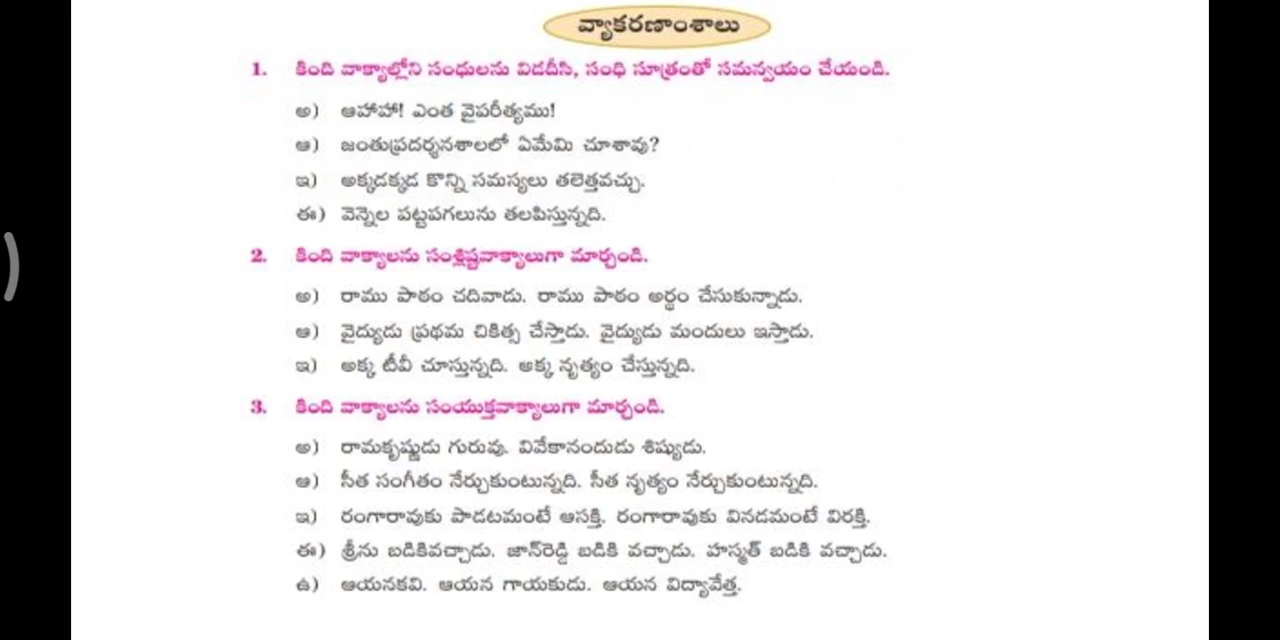 వ్యాకరణాంశాలు
1. కింది వాక్యాల్లోని సంధులను విడదీసి, సంధి సూత్రంతో సమన్వయం చేయండి.
అ) ఆహాహా! ఎంత వైపరీత్యము!
ఆ) జంతుప్రదర్శనశాలలో ఏమేమి చూశావు?
ఇ) అక్కడక్కడ కొన్ని సమస్యలు తలెత్తవచ్చు.
ఈ) వెన్నెల పట్టపగలును తలపిస్తున్నది.
2. కింది వాక్యాలను సంశ్లిష్టవాక్యాలుగా మార్చండి.
అ) రాము పాఠం చదివాడు. రాము పాఠం అర్థం చేసుకున్నాడు.
ఆ) వైద్యుడు ప్రథమ చికిత్స చేస్తాడు. వైద్యుడు మందులు ఇస్తాడు.
ఇ) అక్క టీవీ చూస్తున్నది. అక్క నృత్యం చేస్తున్నది.
3. కింది వాక్యాలను సంయుక్తవాక్యాలుగా మార్చండి.
అ) రామకృష్ణుడు గురువు. వివేకానందుడు శిష్యుడు.
ఆ) సీత సంగీతం నేర్చుకుంటున్నది. సీత నృత్యం నేర్చుకుంటున్నది.
ఇ) రంగారావుకు పాడటమంటే ఆసక్తి. రంగారావుకు వినడమంటే విరక్తి.
ఈ) శ్రీను బడికివచ్చాడు. జాన్‌రెడ్డి బడికి వచ్చాడు. హస్మత్ బడికి వచ్చాడు.
ఉ) ఆయనకవి. ఆయన గాయకుడు. ఆయన విద్యావేత్త.